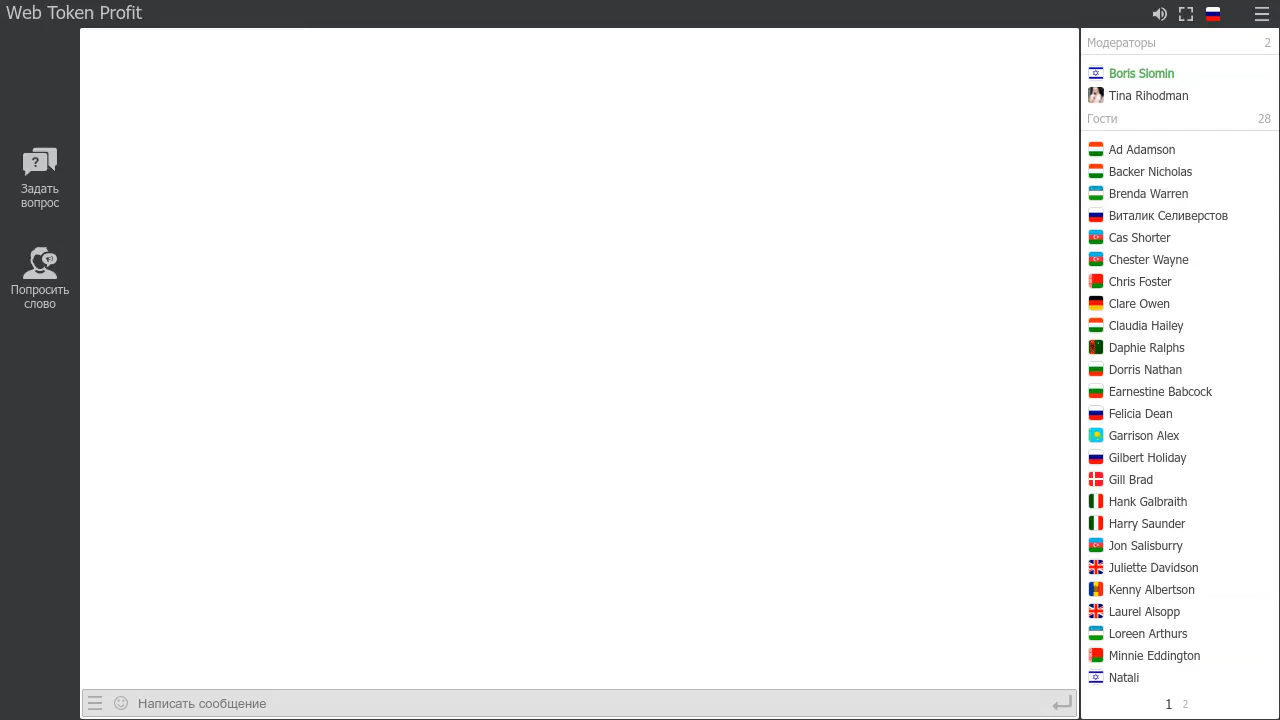 Web Token Profit
Задать
вопрос
Попросить
слово
Написать сообщение
Модераторы 2
Boris Slomin
Tina Rihodman
Гости 28
Ad Adamson
Backer Nicholas
Brenda Warren
Виталик Селиверстов
Cas Shorter
Chester Wayne
Chris Foster
Clare Owen
Claudia Hailey
Daphie Ralphs
Dorris Nathan
Earnestine Babcock
Felicia Dean
Garrison Alex
Gilbert Holiday
Gill Brad
Hank Galbraith
Harry Saunder
Jon Salisburry
Juliette Davidson
Kenny Albertson
Laurel Alsopp
Loreen Arthurs
Minnie Eddington
Natali
1 2